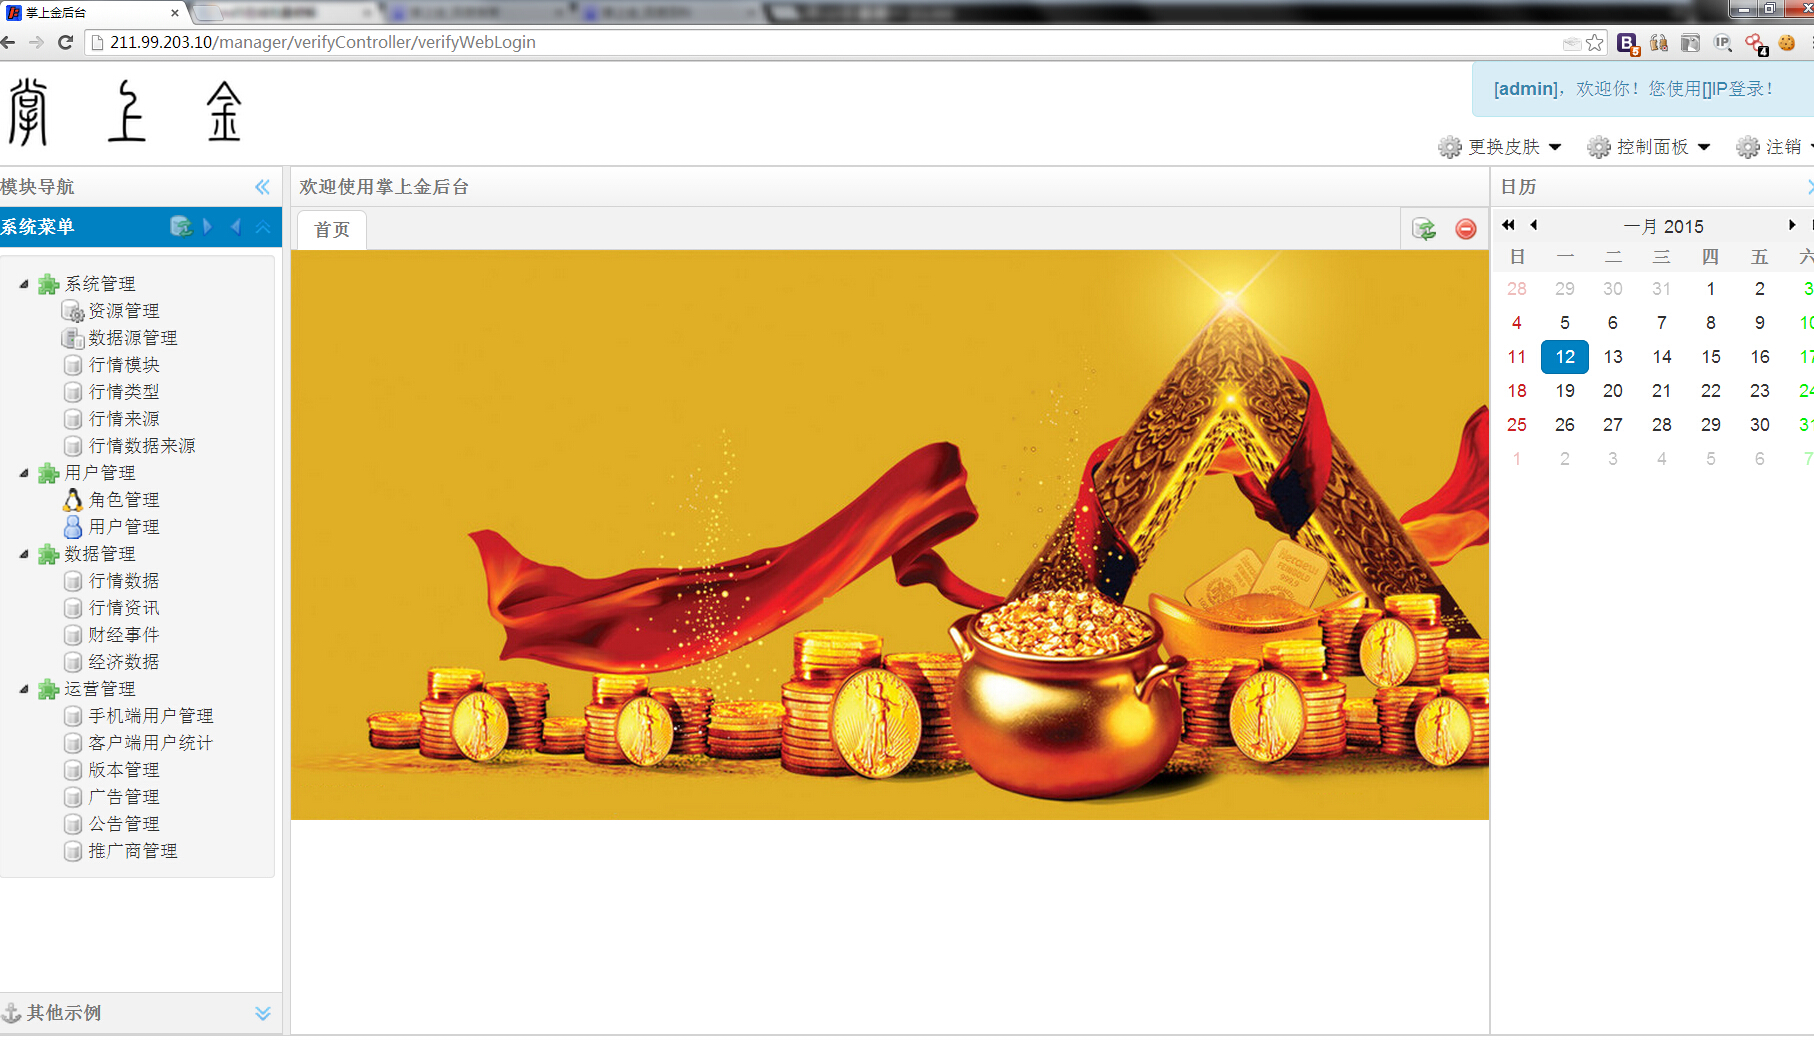 掌上金后台
211.99.203.10/manager/verifyController/verifyWebLogin
掌上金
[admin]，欢迎你！您使用[]IP登录！
更换皮肤 控制面板 注销
模块导航
系统菜单
系统管理
资源管理
数据源管理
行情模块
行情类型
行情来源
行情数据来源
用户管理
角色管理
用户管理
数据管理
行情数据
行情资讯
财经事件
经济数据
运营管理
手机端用户管理
客户端用户统计
版本管理
广告管理
公告管理
推广商管理
其他示例
欢迎使用掌上金后台
首页
Heraeus
FEINGOLD
999,9
日历
一月 2015
日 一 二 三 四 五 六
28 29 30 31 1 2 3
4 5 6 7 8 9 10
11 12 13 14 15 16 17
18 19 20 21 22 23 24
25 26 27 28 29 30 31
1 2 3 4 5 6 7